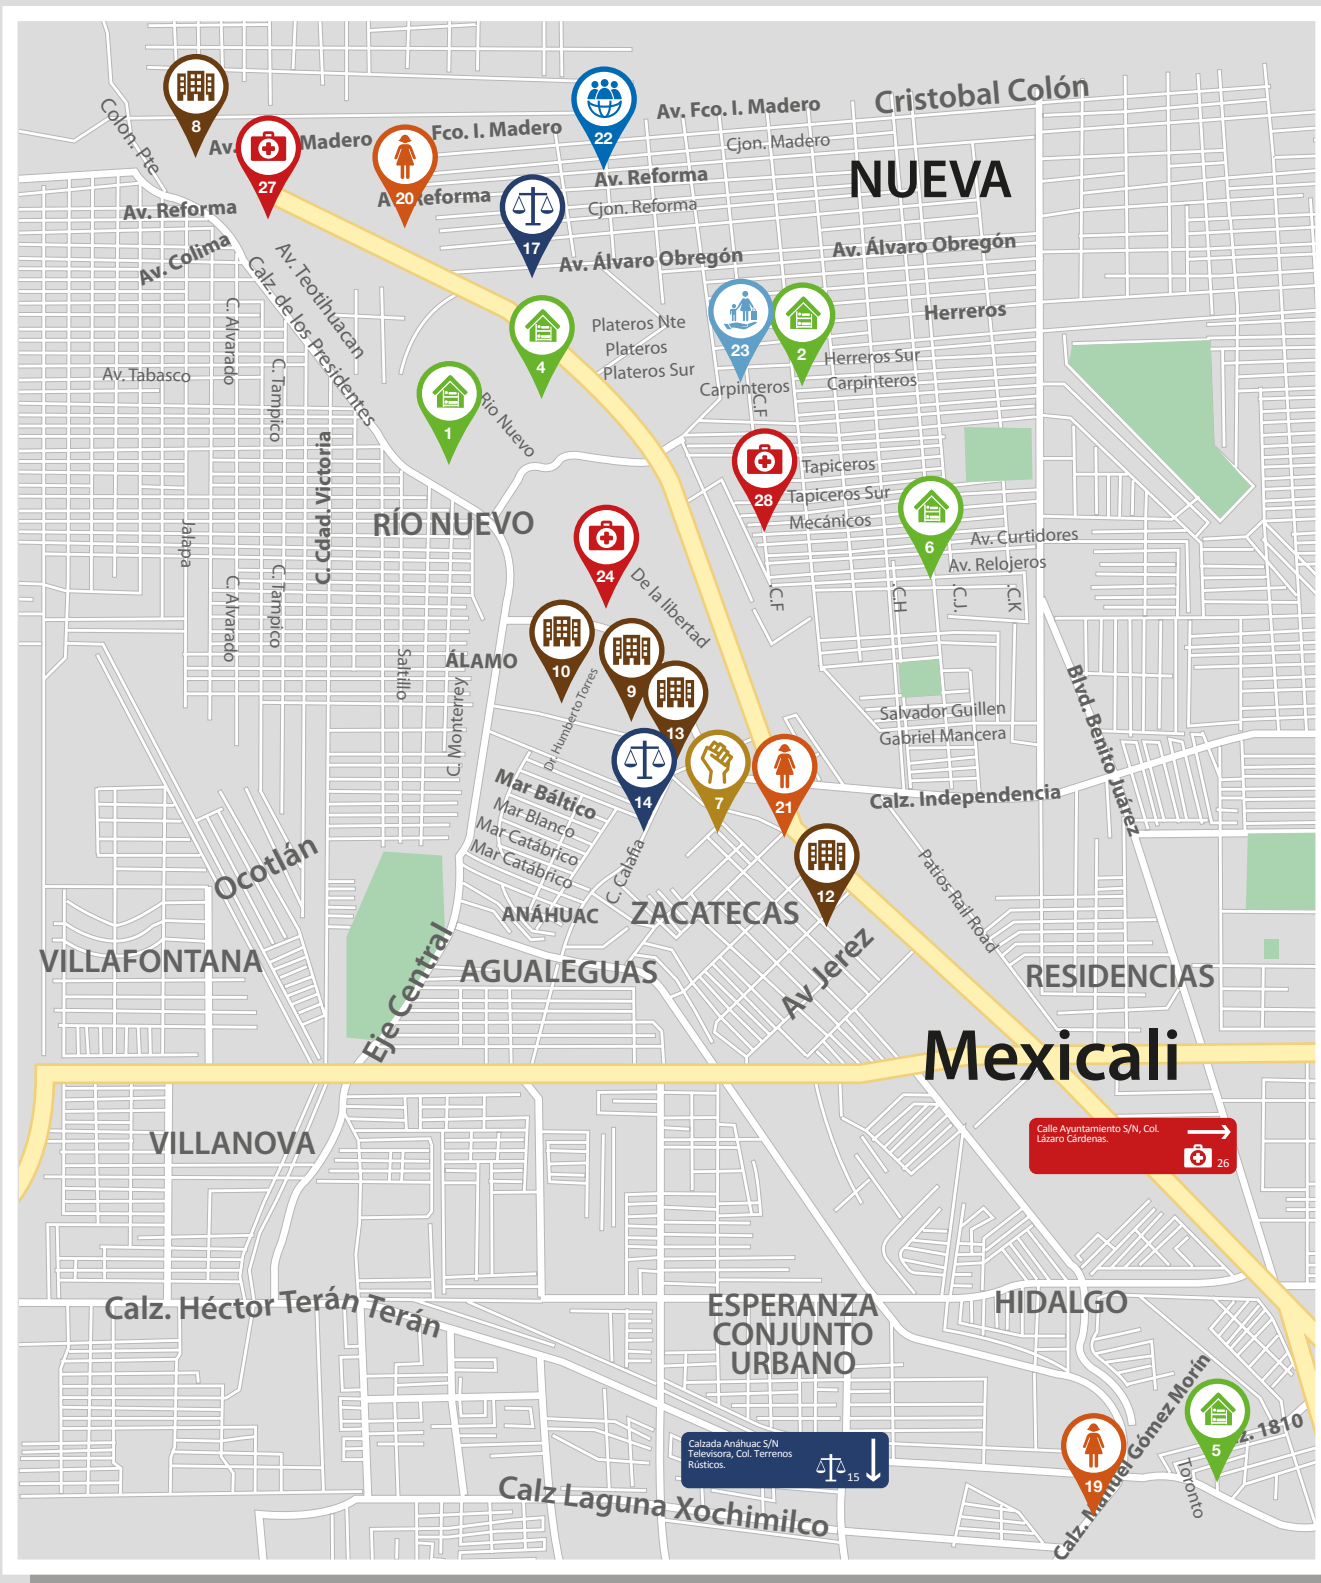 Cristobal Colón
8
Colon. Pte
27
Madero
20
Fco. I. Madero
22
Av. Fco. I. Madero
Cjon. Madero
NUEVA
Av. Reforma
Cjon. Reforma
17
Av. Reforma
Av. Colima
Av. Teotihuacan
Calz. de los Presidentes
Av. Álvaro Obregón
Av. Álvaro Obregón
Herreros
23
2
4
Plateros Nte
Plateros
Plateros Sur
Herreros Sur
Carpinteros
Carpinteros
C. Alvarado
Av. Tabasco
C. Tampico
1
Rio Nuevo
.C.F
C. Cdad. Victoria
RÍO NUEVO
28
Tapiceros
Tapiceros Sur
Mecánicos
6
Av. Curtidores
Av. Relojeros
Jalapa
24
De la libertad
C. Alvarado
C. Tampico
.C.F
.C.H
.C.J.
.C.K
Saltillo
ÁLAMO
C. Monterrey
10
Dr. Humberto Torres
9
13
Salvador Guillen
Gabriel Mancera
Blvd. Benito Juárez
14
7
21
Calz. Independencia
Mar Báltico
Mar Blanco
Mar Catábrico
Mar Catábrico
C. Calafia
12
Patios Rail Road
Ocotlán
ANÁHUAC
ZACATECAS
VILLAFONTANA
Eje Central
AGUALEGUAS
Av Jerez
RESIDENCIAS
Mexicali
VILLANOVA
Calle Ayuntamiento S/N, Col.
Lázaro Cárdenas.
26
Calz. Héctor Terán Terán
ESPERANZA
CONJUNTO
URBANO
HIDALGO
Calzada Anáhuac S/N
Televisora, Col. Terrenos
Rústicos.
15
Calz Laguna Xochimilco
19
Calz. Manuel Gómez Morín
5
1810
Toronto